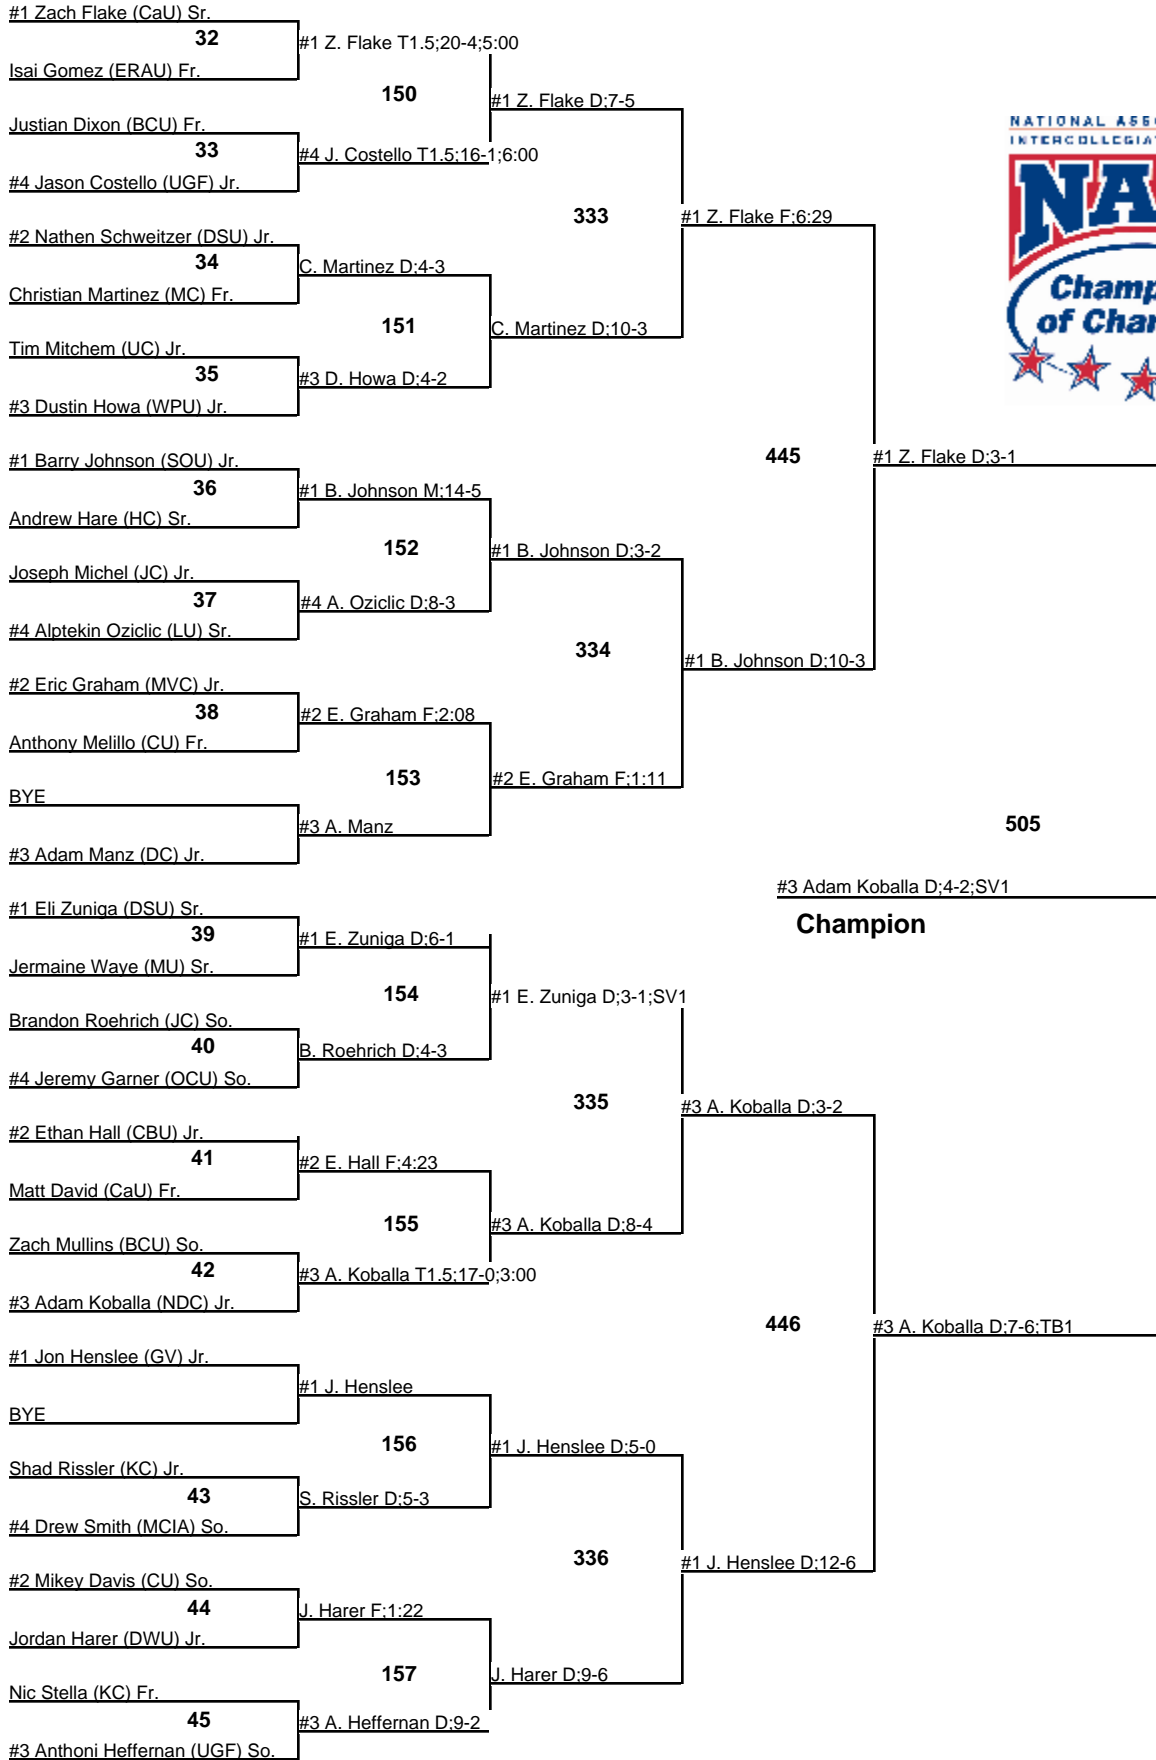 #1 Zach Flake (CaU) Sr.
32
#1 Z. Flake T1.5;20-4;5:00
Isai Gomez (ERAU) Fr.
150
#1 Z. Flake D;7-5
Justian Dixon (BCU) Fr.
33
#4 J. Costello T1.5;16-1;6:00
#4 Jason Costello (UGF) Jr.
333
#1 Z. Flake F;6:29
#2 Nathen Schweitzer (DSU) Jr.
34
C. Martinez D;4-3
Christian Martinez (MC) Fr.
151
C. Martinez D;10-3
Tim Mitchem (UC) Jr.
35
#3 D. Howa D;4-2
#3 Dustin Howa (WPU) Jr.
NATIONAL ASS
INTERCOLLEGIA
NA
Champ
of Char
445
#1 Z. Flake D;3-1
#1 Barry Johnson (SOU) Jr.
36
#1 B. Johnson M;14-5
Andrew Hare (HC) Sr.
152
#1 B. Johnson D;3-2
Joseph Michel (JC) Jr.
37
#4 A. Oziclic D;8-3
#4 Alptekin Oziclic (LU) Sr.
334
#1 B. Johnson D;10-3
#2 Eric Graham (MVC) Jr.
38
#2 E. Graham F;2:08
Anthony Melillo (CU) Fr.
153
#2 E. Graham F;1:11
BYE
#3 A. Manz
#3 Adam Manz (DC) Jr.
505
#3 Adam Koballa D;4-2;SV1
Champion
#1 Eli Zuniga (DSU) Sr.
39
#1 E. Zuniga D;6-1
Jermaine Waye (MU) Sr.
154
#1 E. Zuniga D;3-1;SV1
Brandon Roehrich (JC) So.
40
B. Roehrich D;4-3
#4 Jeremy Garner (OCU) So.
335
#3 A. Koballa D;3-2
#2 Ethan Hall (CBU) Jr.
41
#2 E. Hall F;4:23
Matt David (CaU) Fr.
155
#3 A. Koballa D;8-4
Zach Mullins (BCU) So.
42
#3 A. Koballa T1.5;17-0;3:00
#3 Adam Koballa (NDC) Jr.
446
#3 A. Koballa D;7-6;TB1
#1 Jon Henslee (GV) Jr.
#1 J. Henslee
BYE
156
#1 J. Henslee D;5-0
Shad Rissler (KC) Jr.
43
S. Rissler D;5-3
#4 Drew Smith (MCIA) So.
336
#1 J. Henslee D;12-6
#2 Mikey Davis (CU) So.
44
J. Harer F;1:22
Jordan Harer (DWU) Jr.
157
J. Harer D;9-6
Nic Stella (KC) Fr.
45
#3 A. Heffernan D;9-2
#3 Anthoni Heffernan (UGF) So.